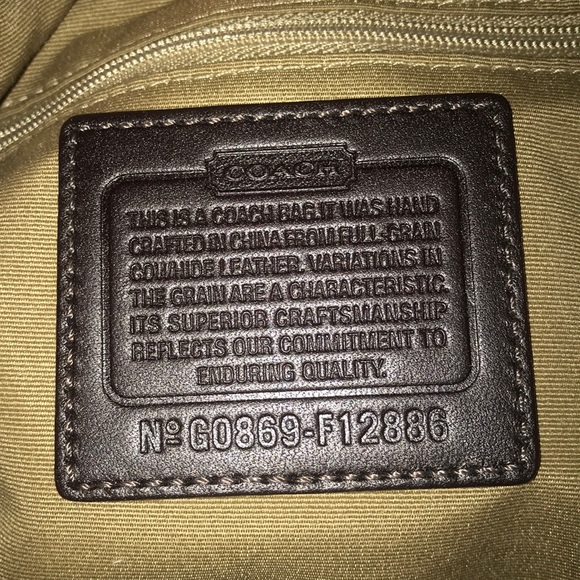 COACH
THIS IS A COACH BAG.IT WAS HAND
CRAFTED IN CHINA FROM FULL-GRAIN
COWHIDE LEATHER. VARIATIONS IN
THE GRAIN ARE A CHARACTERISTIC.
ITS SUPERIOR CRAFTSMANSHIP
REFLECTS OUR COMMITMENT TO
ENDURING QUALITY.
Nº G0869-F12886